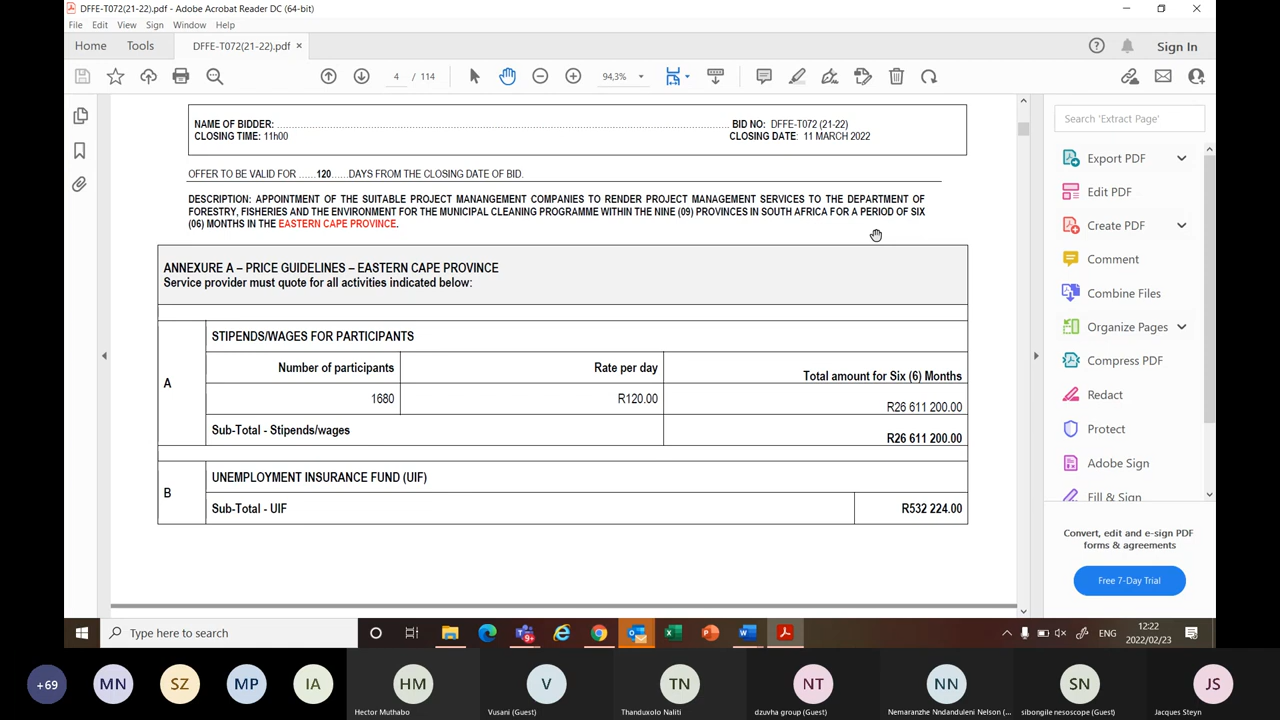 DFFE-T072(21-22).pdf - Adobe Acrobat Reader DC (64-bit)
File Edit View Sign Window Help
Home Tools DFFE-T072(21-22).pdf × Sign In
4 / 114 94,3%
NAME OF BIDDER: BID NO: DFFE-T072 (21-22)
CLOSING TIME: 11h00 CLOSING DATE: 11 MARCH 2022
OFFER TO BE VALID FOR ......120......DAYS FROM THE CLOSING DATE OF BID.
DESCRIPTION: APPOINTMENT OF THE SUITABLE PROJECT MANANGEMENT COMPANIES TO RENDER PROJECT MANAGEMENT SERVICES TO THE DEPARTMENT OF
FORESTRY, FISHERIES AND THE ENVIRONMENT FOR THE MUNICIPAL CLEANING PROGRAMME WITHIN THE NINE (09) PROVINCES IN SOUTH AFRICA FOR A PERIOD OF SIX
(06) MONTHS IN THE EASTERN CAPE PROVINCE.
ANNEXURE A – PRICE GUIDELINES – EASTERN CAPE PROVINCE
Service provider must quote for all activities indicated below:
A
STIPENDS/WAGES FOR PARTICIPANTS
Number of participants Rate per day Total amount for Six (6) Months
1680 R120.00 R26 611 200.00
Sub-Total - Stipends/wages R26 611 200.00
B
UNEMPLOYMENT INSURANCE FUND (UIF)
Sub-Total - UIF R532 224.00
Search 'Extract Page'
Export PDF
Edit PDF
Create PDF
Comment
Combine Files
Organize Pages
Compress PDF
Redact
Protect
Adobe Sign
Fill & Sign
Convert, edit and e-sign PDF
forms & agreements
Free 7-Day Trial
Type here to search
ENG
12:22
2022/02/23
+69 MN SZ MP IA HM V TN NT NN SN JS
Hector Muthabo Vusani (Guest) Thanduxolo Naliti dzuvha group (Guest) Nemaranzhe Nndanduleni Nelson (... sibongile nesoscope (Guest) Jacques Steyn